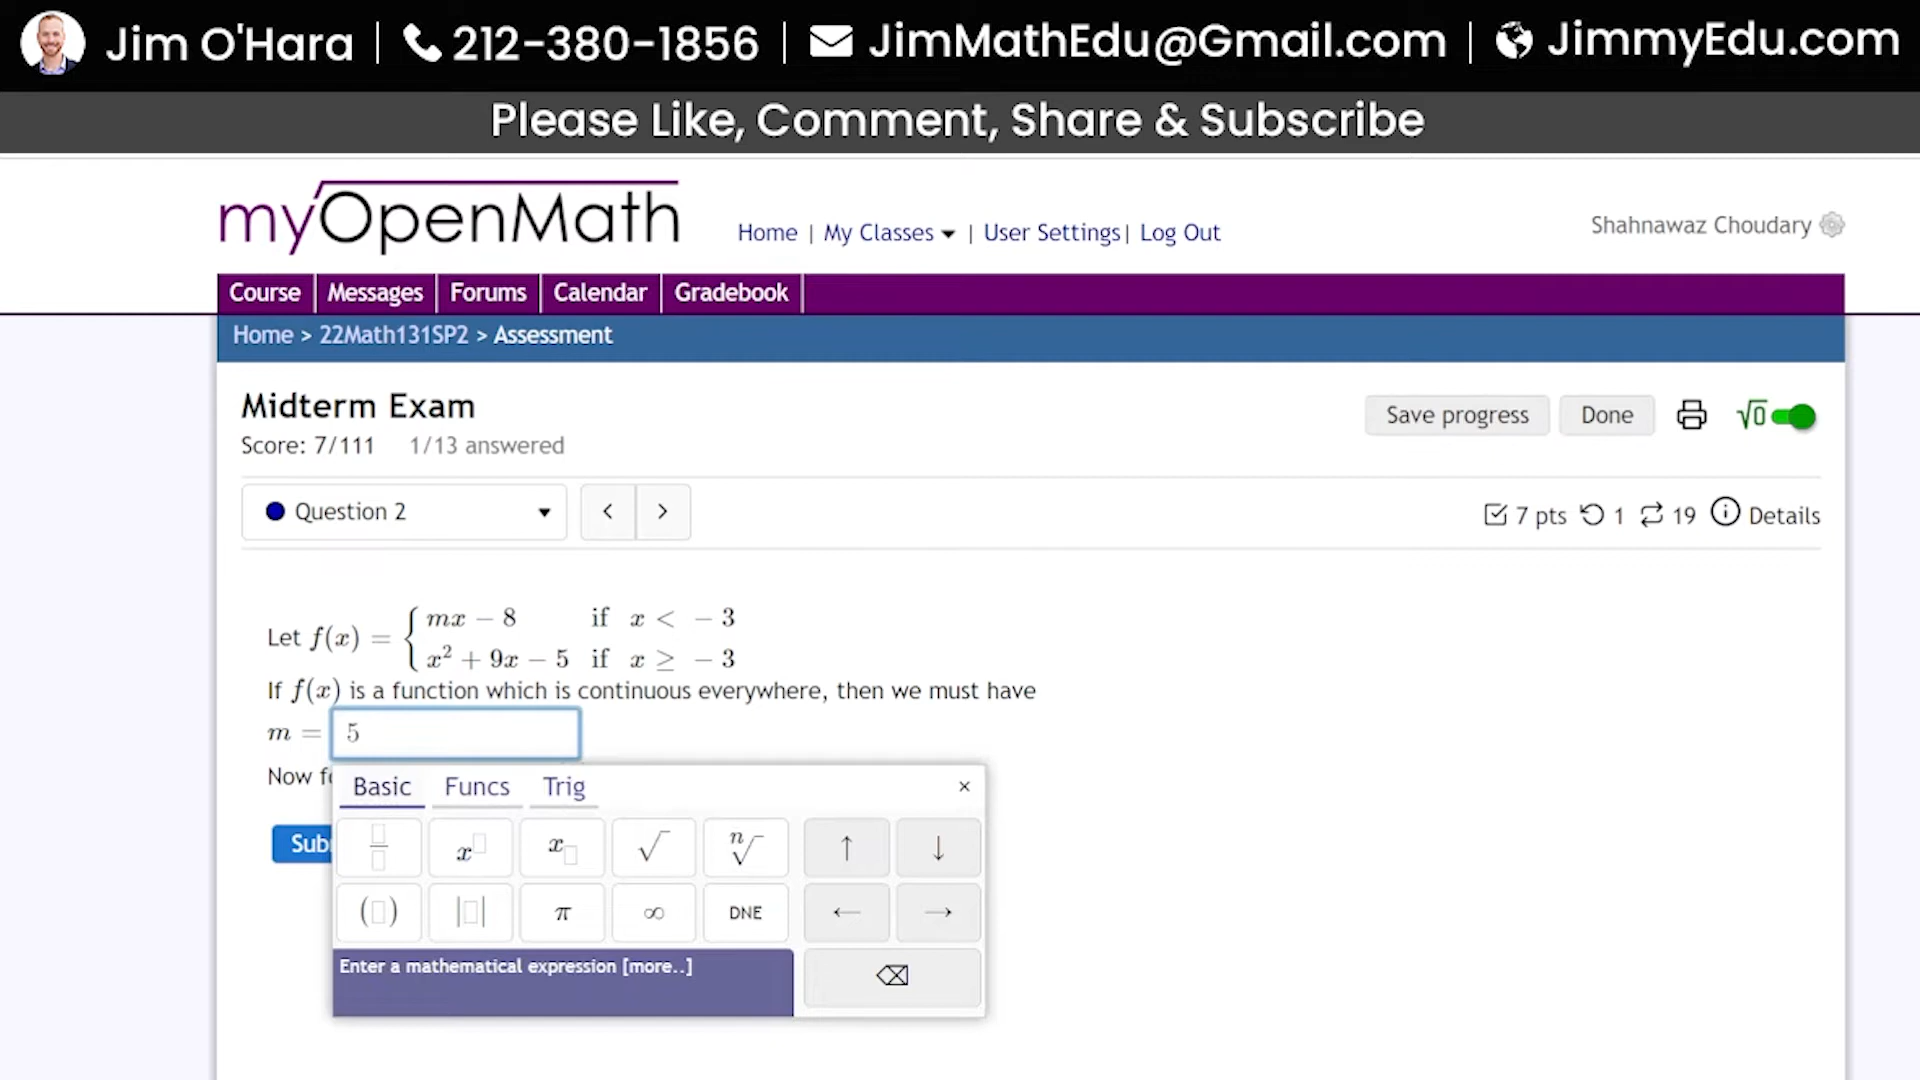 Jim O'Hara | 212-380-1856 | JimMathEdu@Gmail.com | JimmyEdu.com
Please Like, Comment, Share & Subscribe
myOpenMath
Home | My Classes | User Settings | Log Out
Shahnawaz Choudary
Course Messages Forums Calendar Gradebook
Home > 22Math131SP2 > Assessment
Midterm Exam
Save progress Done √0
Score: 7/111 1/13 answered
Question 2 < >
7 pts 1 19 Details
Let f(x) = { mx − 8 if x < − 3
x² + 9x − 5 if x ≥ − 3
If f(x) is a function which is continuous everywhere, then we must have
m = 5
Now f
Basic Funcs Trig ×
Sub
x x √ n√ ↑ ↓
(▯) |▯| π ∞ DNE ← →
Enter a mathematical expression [more..]